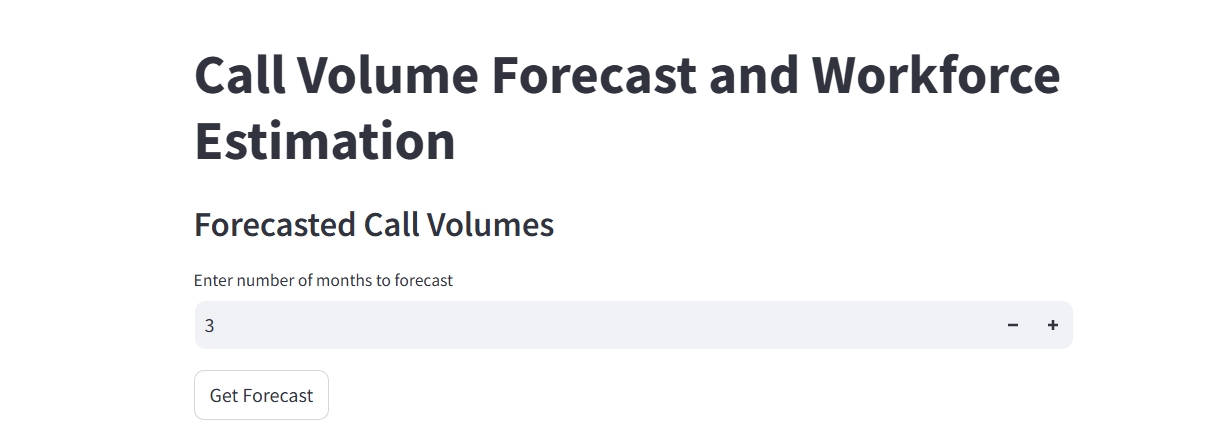 Call Volume Forecast and Workforce
Estimation
Forecasted Call Volumes
Enter number of months to forecast
3
Get Forecast